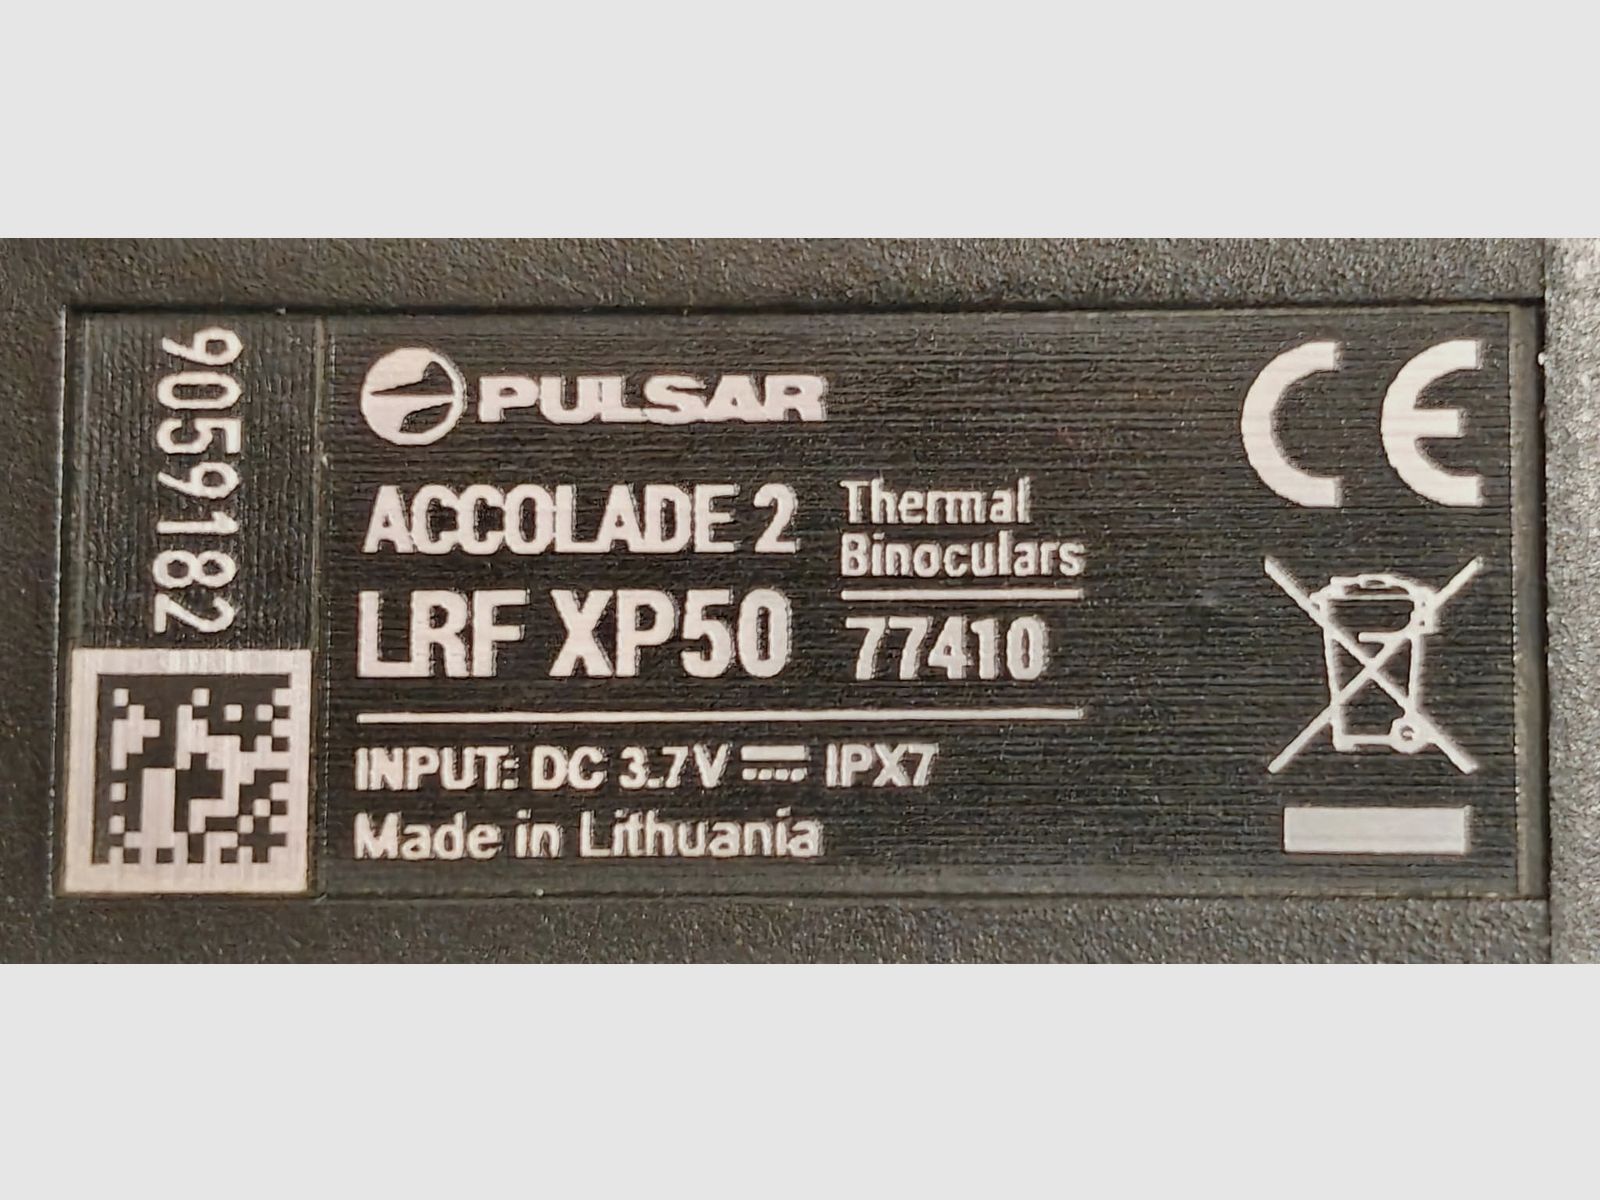 9059182
PULSAR
ACCOLADE 2
LRF XP50
Thermal
Binoculars
77410
INPUT: DC 3.7V ⎓ IPX7
Made in Lithuania
CE